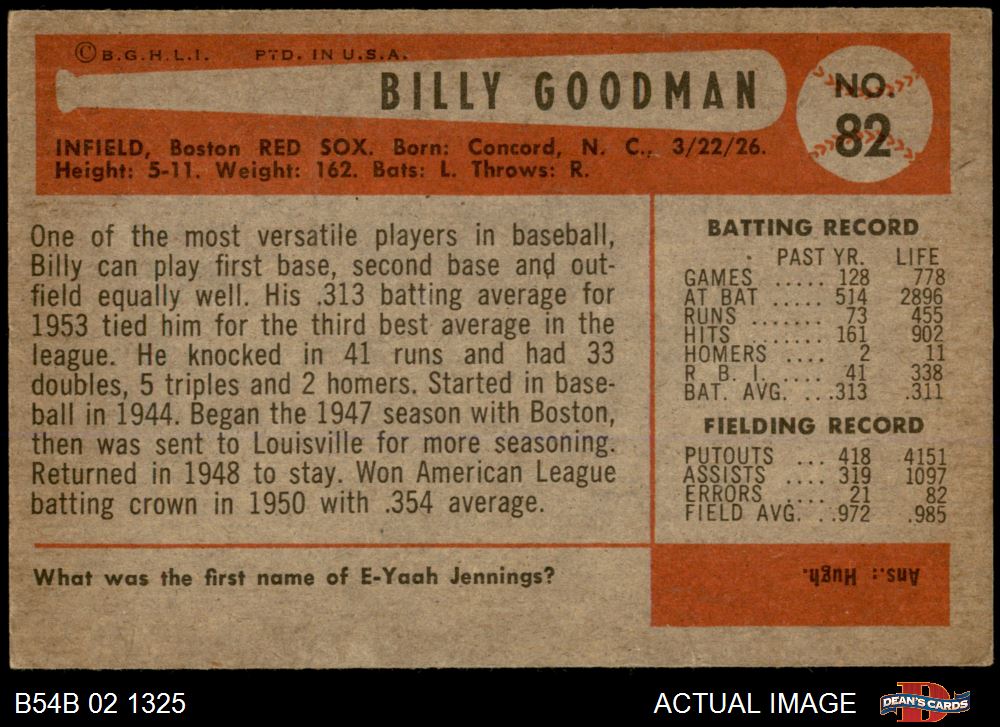 © B.G.H.L.I. PTD. IN U.S.A.
BILLY GOODMAN
NO.
82
INFIELD, Boston RED SOX. Born: Concord, N. C., 3/22/26.
Height: 5-11. Weight: 162. Bats: L. Throws: R.
One of the most versatile players in baseball,
Billy can play first base, second base and out-
field equally well. His .313 batting average for
1953 tied him for the third best average in the
league. He knocked in 41 runs and had 33
doubles, 5 triples and 2 homers. Started in base-
ball in 1944. Began the 1947 season with Boston,
then was sent to Louisville for more seasoning.
Returned in 1948 to stay. Won American League
batting crown in 1950 with .354 average.
BATTING RECORD
PAST YR. LIFE
GAMES ..... 128 778
AT BAT ..... 514 2896
RUNS ....... 73 455
HITS ....... 161 902
HOMERS .... 2 11
R. B. I. ..... 41 338
BAT. AVG. ...313 .311
FIELDING RECORD
PUTOUTS ... 418 4151
ASSISTS .... 319 1097
ERRORS .... 21 82
FIELD AVG. ..972 .985
What was the first name of E-Yaah Jennings?
Ans.: Hugh.
B54B 02 1325
ACTUAL IMAGE
DEAN'S CARDS